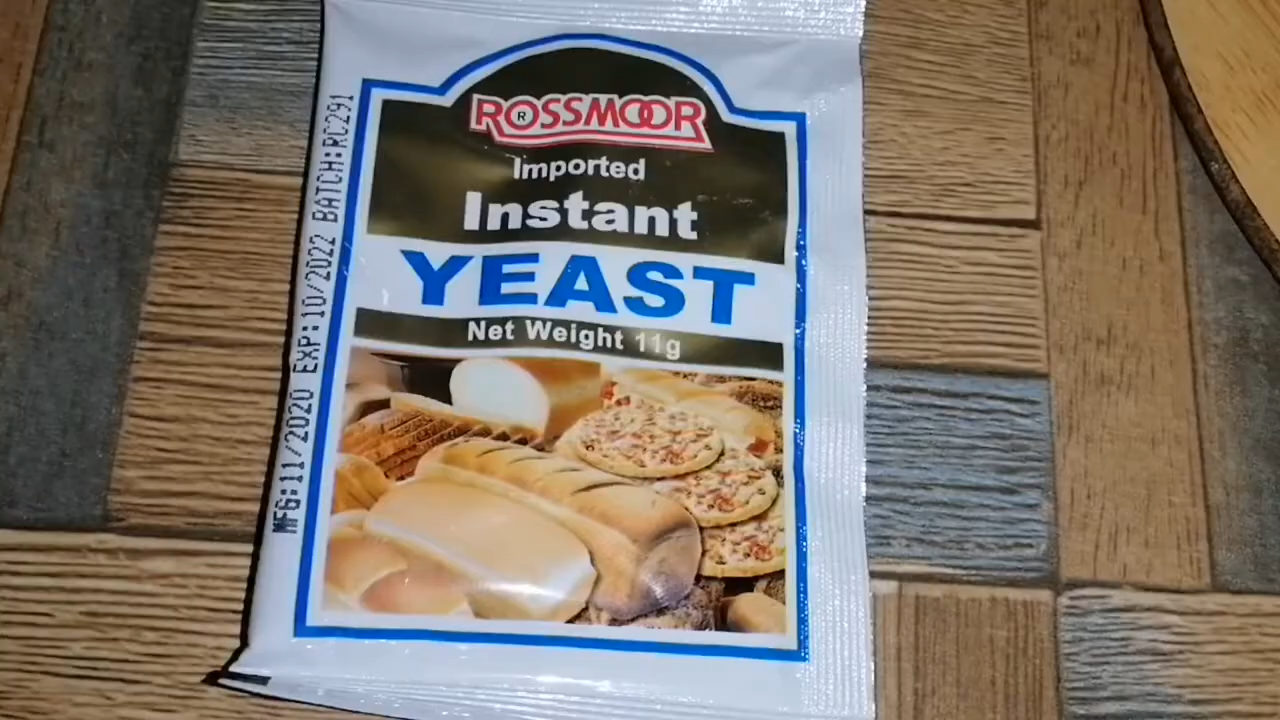 ROSSMOOR
Imported
Instant
YEAST
Net Weight 11g
MFG:11/2020 EXP:10/2022 BATCH:RC291